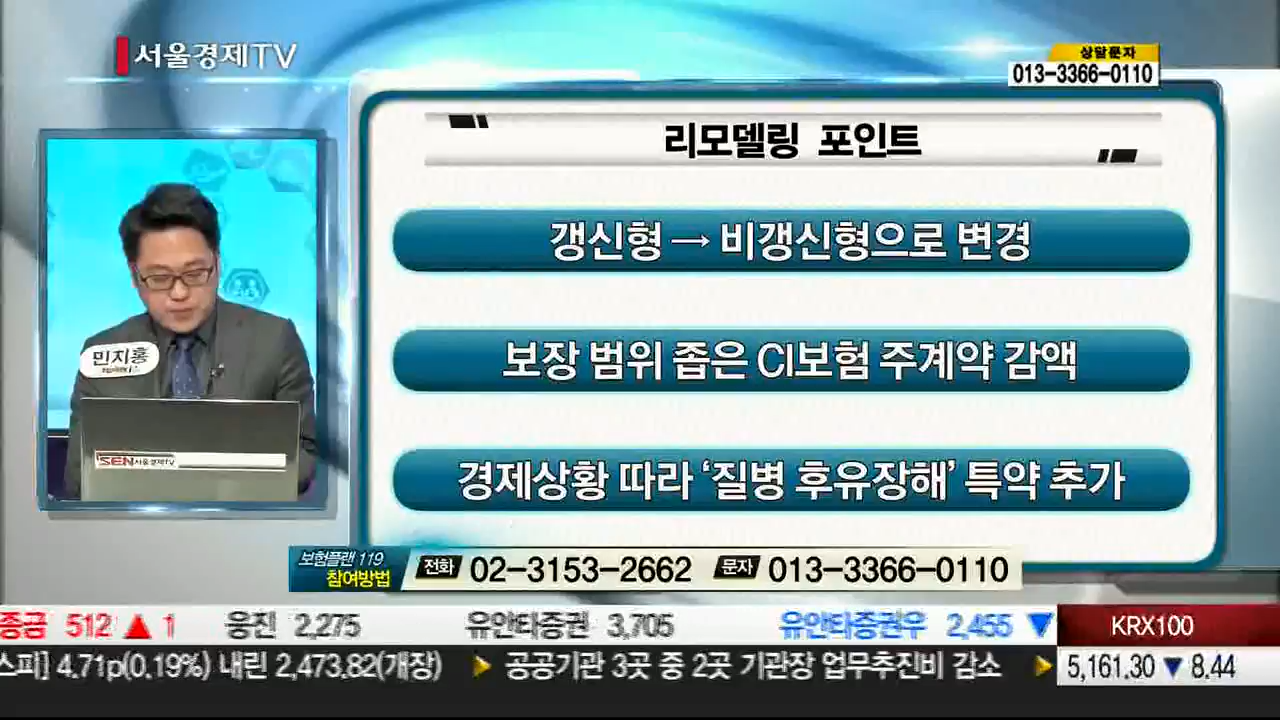 서울경제TV
상담문자
013-3366-0110
리모델링 포인트
갱신형 → 비갱신형으로 변경
보장 범위 좁은 CI보험 주계약 감액
경제상황 따라 ‘질병 후유장해’ 특약 추가
민지홍
SEN서울경제TV
보험플랜 119
참여방법
전화 02-3153-2662 문자 013-3366-0110
종금 512 ▲ 1 웅진 2,275 유안타증권 3,705 유안타증권우 2,455 ▼ KRX100
스피] 4.71p(0.19%) 내린 2,473.82(개장) ▶ 공공기관 3곳 중 2곳 기관장 업무추진비 감소 ▶ 5,161.30 ▼ 8.44